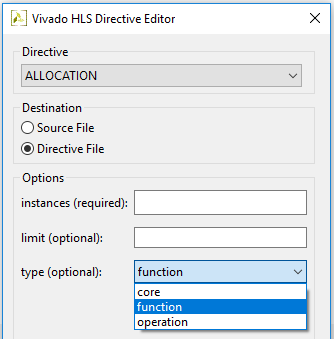 Vivado HLS Directive Editor
Directive
ALLOCATION
Destination
Source File
Directive File
Options
instances (required):
limit (optional):
type (optional): function
core
function
operation